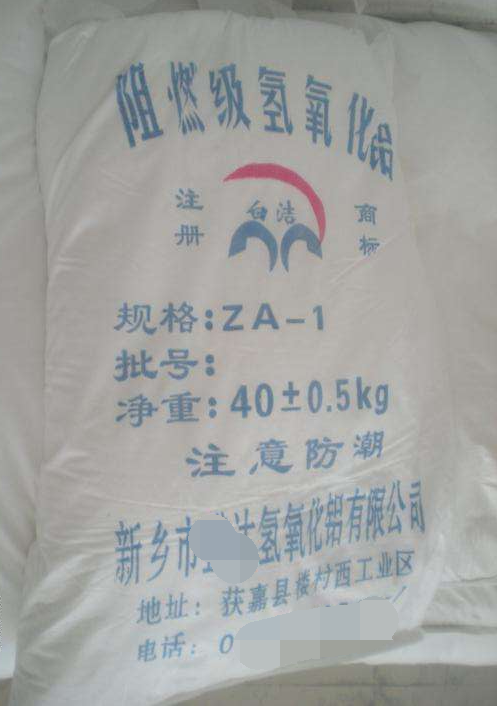 阻燃级氢氧化品
注册 白洁 商标
规格:ZA-1
批号:
净重:40±0.5kg
注意防潮
新乡市 达氢氧化铝有限公司
地址:获嘉县楼村西工业区
电话:0